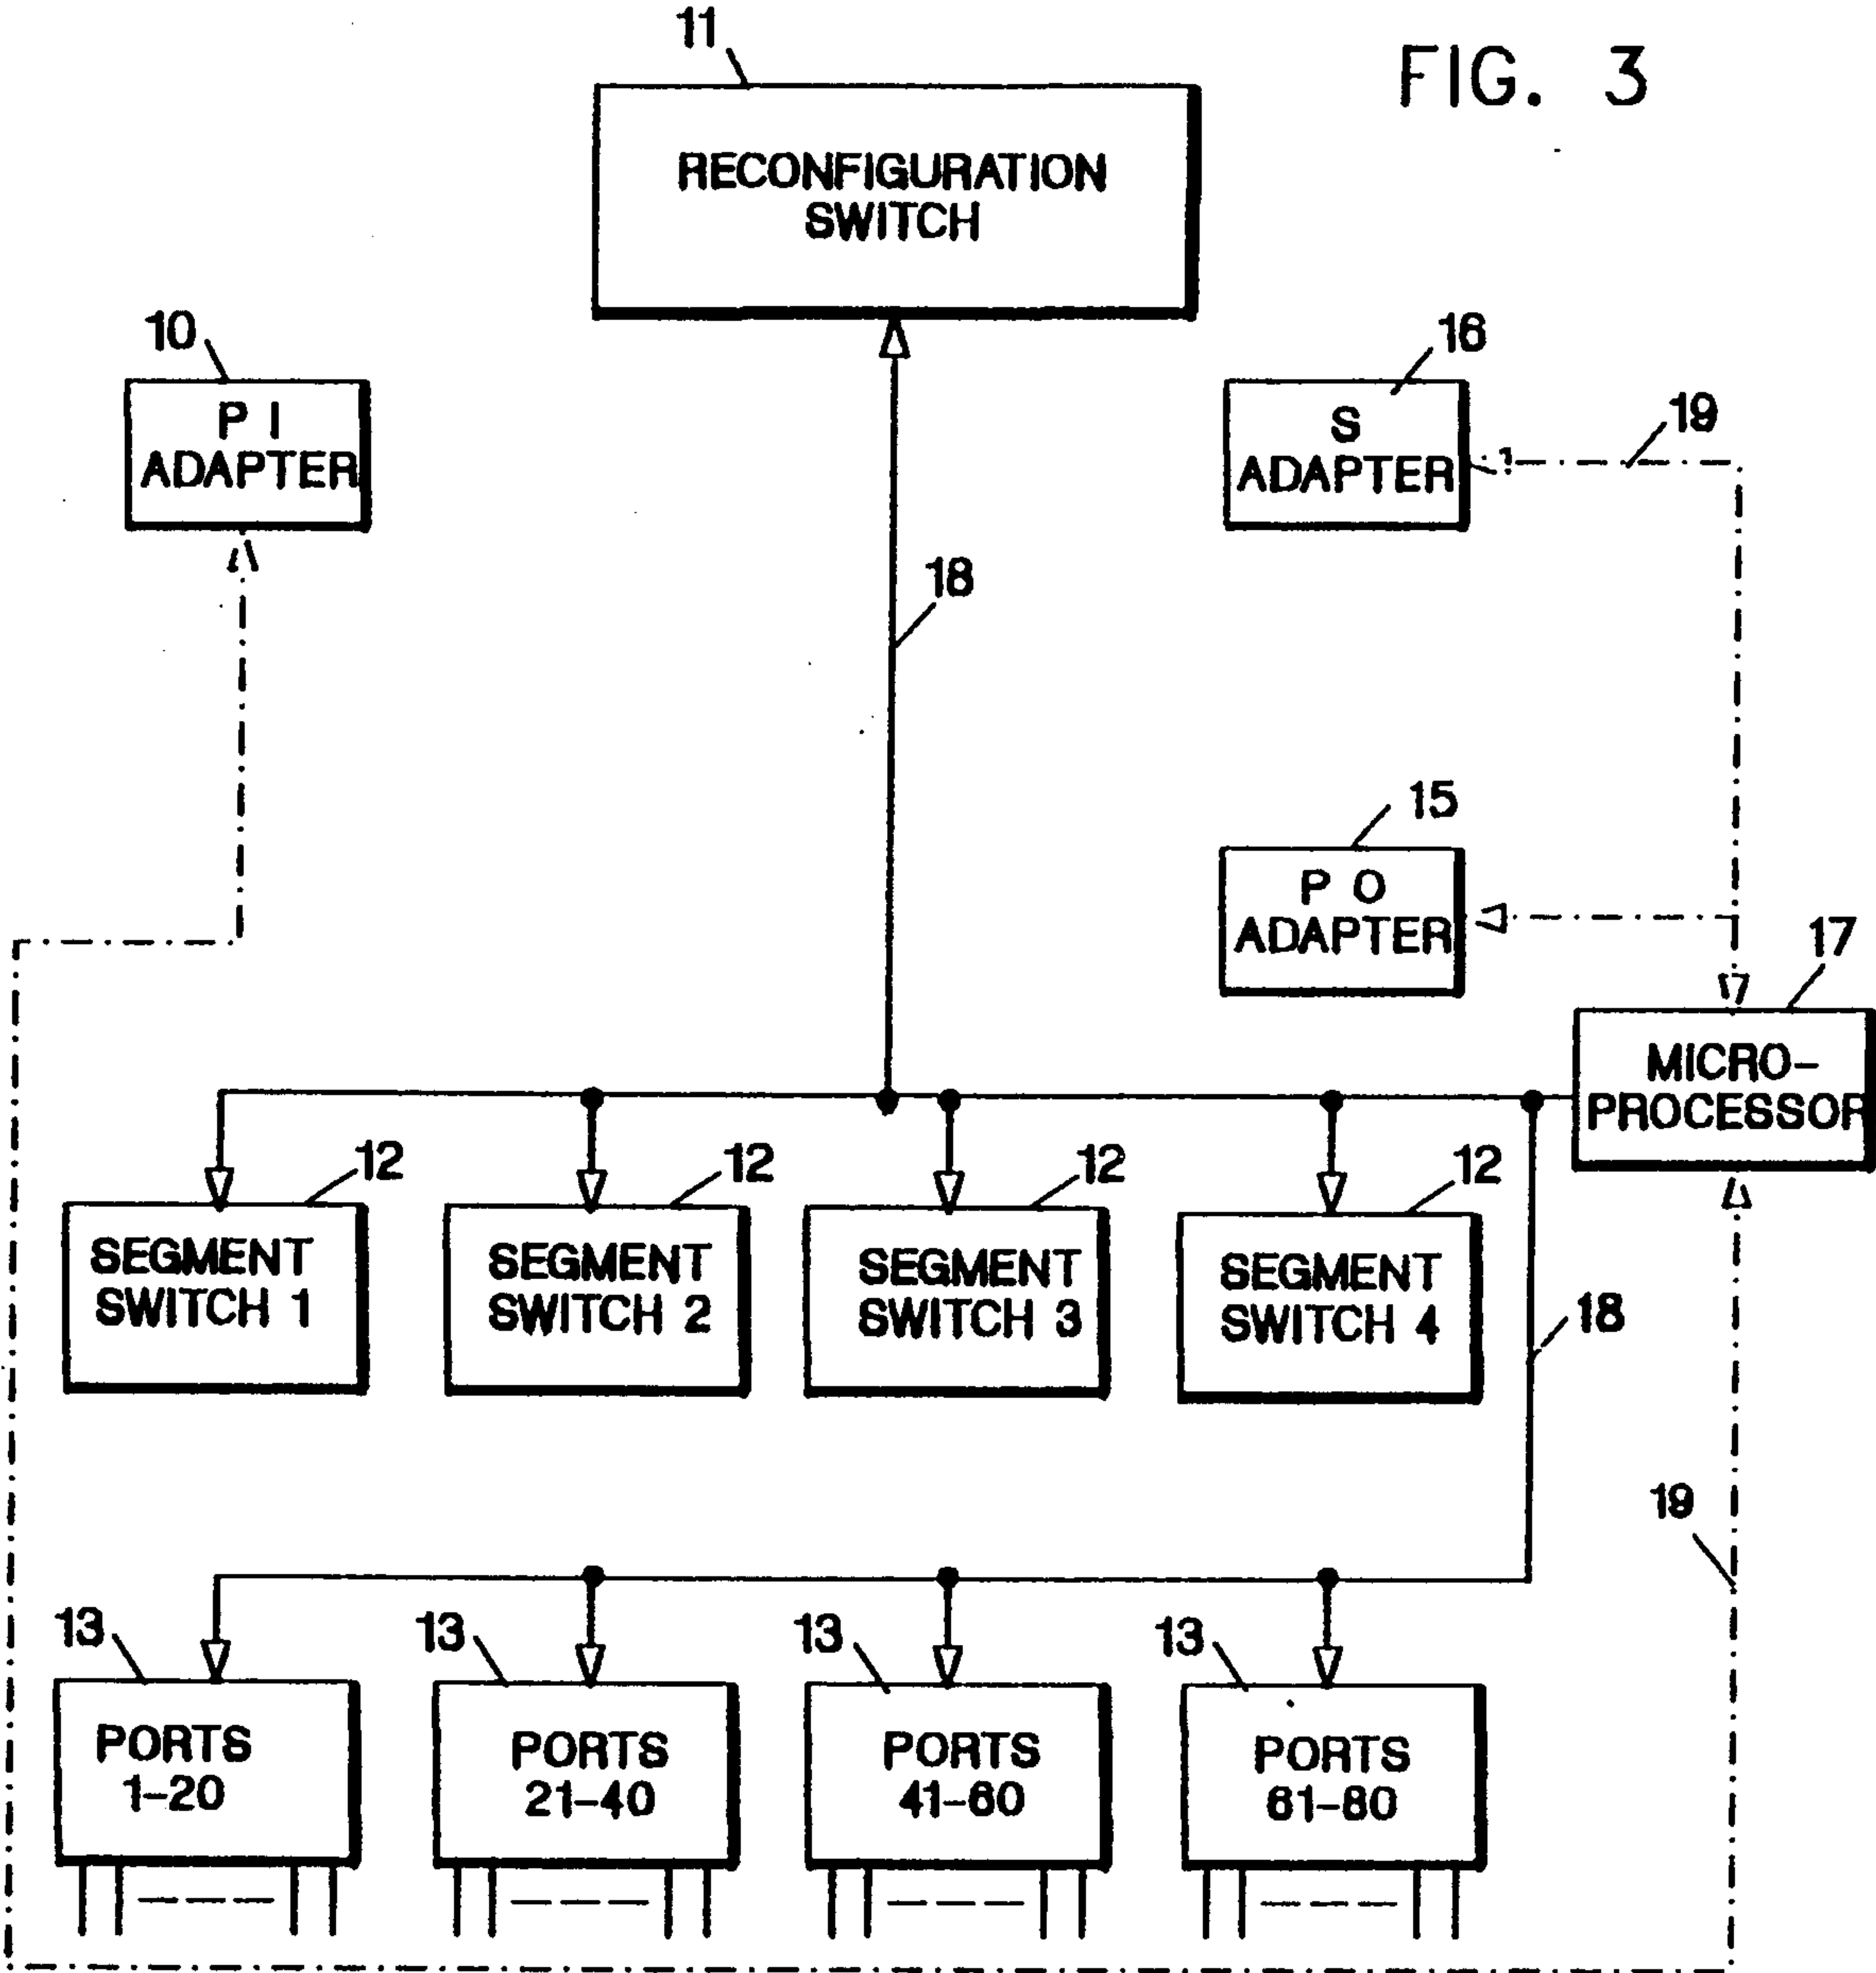 11
FIG. 3
RECONFIGURATION
SWITCH
10
16
P I
ADAPTER
S
ADAPTER
19
18
15
P O
ADAPTER
17
MICRO-
PROCESSOR
12
12
12
12
SEGMENT
SWITCH 1
SEGMENT
SWITCH 2
SEGMENT
SWITCH 3
SEGMENT
SWITCH 4
18
19
13
13
13
13
PORTS
1-20
PORTS
21-40
PORTS
41-60
PORTS
61-80